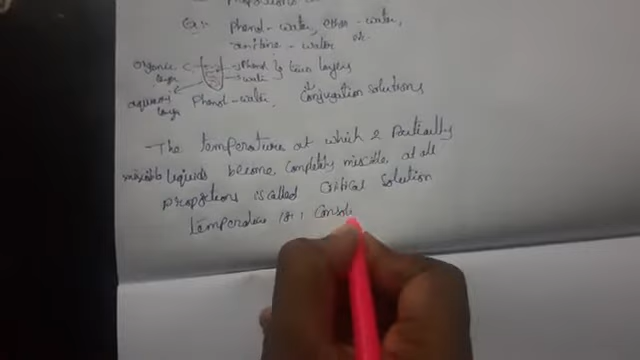 Ex:- Phenol-water, ether-water,
aniline - water etc.
Organic layer
phenol
two layers
water
aqueous layer
Phenol-water
Conjugation solutions
The temperature at which 2 Partially
miscible liquids become completely miscible at all
proportions is called Critical Solution
temperature (or) Consol